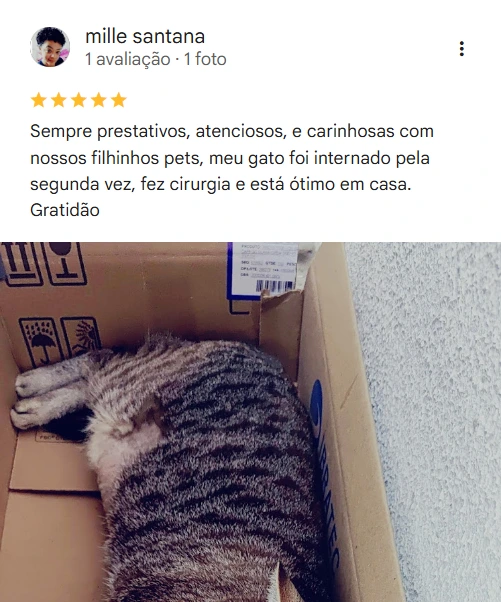 mille santana
1 avaliação · 1 foto
Sempre prestativos, atenciosos, e carinhosas com
nossos filhinhos pets, meu gato foi internado pela
segunda vez, fez cirurgia e está ótimo em casa.
Gratidão